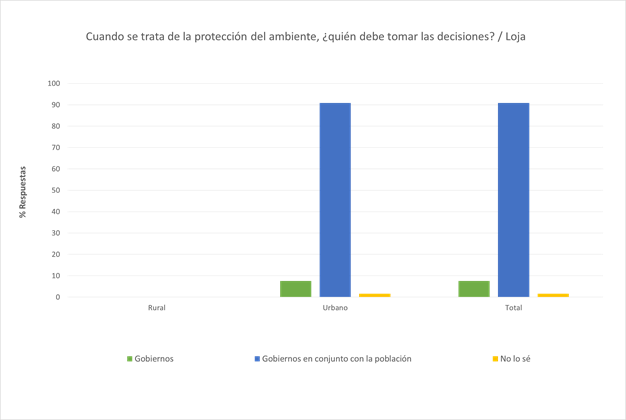 Cuando se trata de la protección del ambiente, ¿quién debe tomar las decisiones? / Loja
% Respuestas
100
90
80
70
60
50
40
30
20
10
0
Rural Urbano Total
Gobiernos Gobiernos en conjunto con la población No lo sé